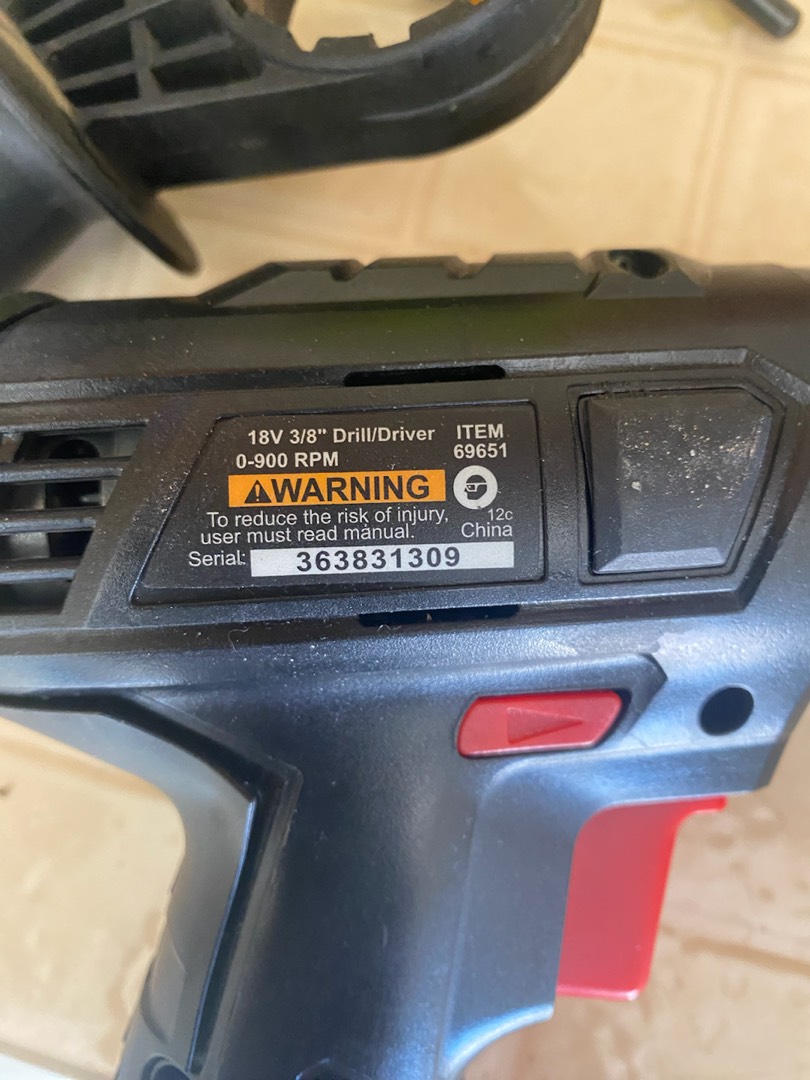 18V 3/8" Drill/Driver ITEM
0-900 RPM 69651
WARNING
To reduce the risk of injury, 12c
user must read manual. China
Serial: 363831309